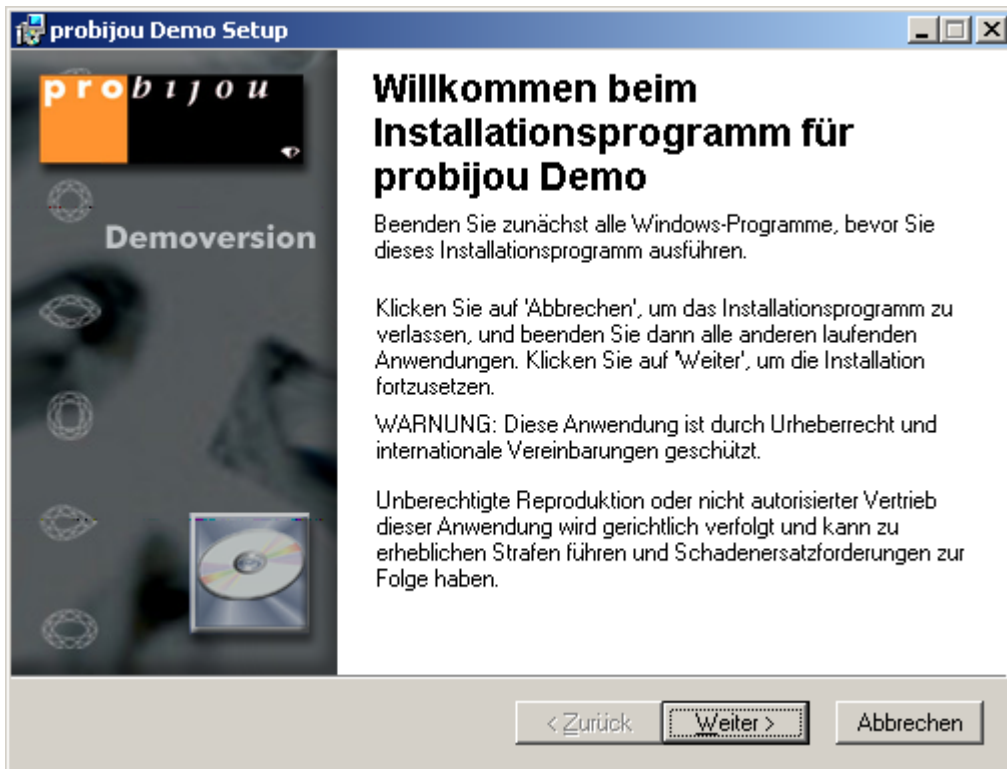 probijou Demo Setup
probijou
Demoversion
Willkommen beim
Installationsprogramm für
probijou Demo
Beenden Sie zunächst alle Windows-Programme, bevor Sie
dieses Installationsprogramm ausführen.
Klicken Sie auf 'Abbrechen', um das Installationsprogramm zu
verlassen, und beenden Sie dann alle anderen laufenden
Anwendungen. Klicken Sie auf 'Weiter', um die Installation
fortzusetzen.
WARNUNG: Diese Anwendung ist durch Urheberrecht und
internationale Vereinbarungen geschützt.
Unberechtigte Reproduktion oder nicht autorisierter Vertrieb
dieser Anwendung wird gerichtlich verfolgt und kann zu
erheblichen Strafen führen und Schadenersatzforderungen zur
Folge haben.
< Zurück Weiter > Abbrechen